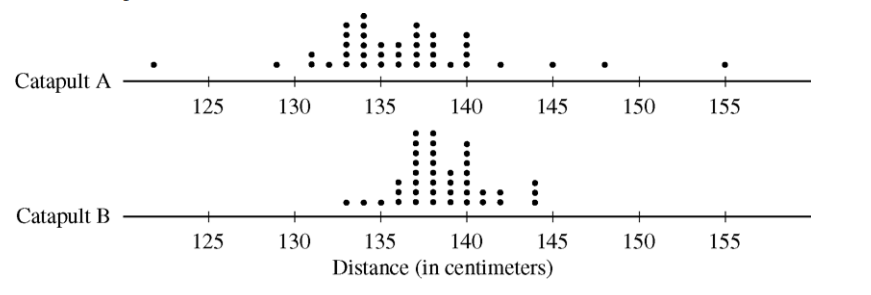 Catapult A
125 130 135 140 145 150 155
Catapult B
125 130 135 140 145 150 155
Distance (in centimeters)